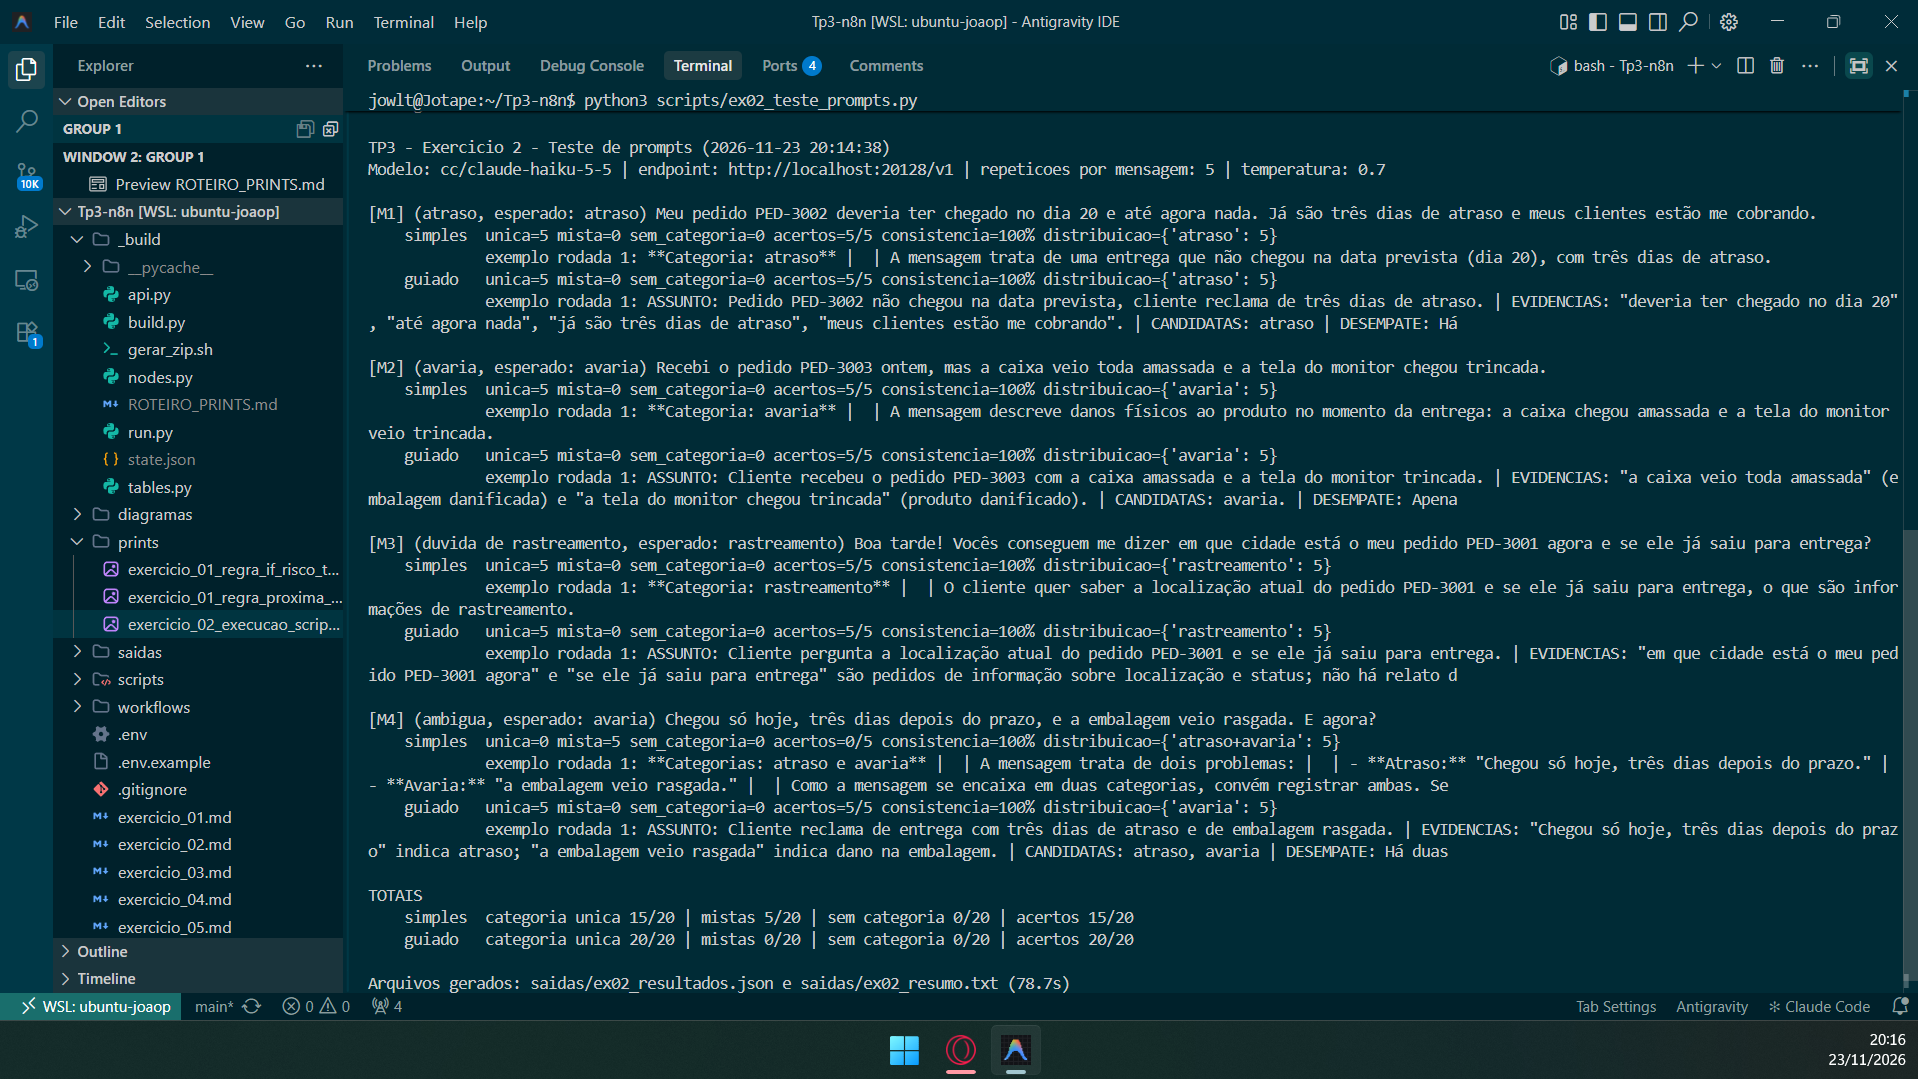 File Edit Selection View Go Run Terminal Help
Tp3-n8n [WSL: ubuntu-joaop] - Antigravity IDE
Explorer
Open Editors
GROUP 1
WINDOW 2: GROUP 1
Preview ROTEIRO_PRINTS.md
Tp3-n8n [WSL: ubuntu-joaop]
_build
__pycache__
api.py
build.py
gerar_zip.sh
nodes.py
ROTEIRO_PRINTS.md
run.py
state.json
tables.py
diagramas
prints
exercicio_01_regra_if_risco_t...
exercicio_01_regra_proxima_...
exercicio_02_execucao_scrip...
saidas
scripts
workflows
.env
.env.example
.gitignore
exercicio_01.md
exercicio_02.md
exercicio_03.md
exercicio_04.md
exercicio_05.md
Outline
Timeline
10K
1
Problems Output Debug Console Terminal Ports 4 Comments
bash - Tp3-n8n
jowlt@Jotape:~/Tp3-n8n$ python3 scripts/ex02_teste_prompts.py
TP3 - Exercicio 2 - Teste de prompts (2026-11-23 20:14:38)
Modelo: cc/claude-haiku-5-5 | endpoint: http://localhost:20128/v1 | repeticoes por mensagem: 5 | temperatura: 0.7
[M1] (atraso, esperado: atraso) Meu pedido PED-3002 deveria ter chegado no dia 20 e até agora nada. Já são três dias de atraso e meus clientes estão me cobrando.
simples unica=5 mista=0 sem_categoria=0 acertos=5/5 consistencia=100% distribuicao={'atraso': 5}
exemplo rodada 1: **Categoria: atraso** | | A mensagem trata de uma entrega que não chegou na data prevista (dia 20), com três dias de atraso.
guiado unica=5 mista=0 sem_categoria=0 acertos=5/5 consistencia=100% distribuicao={'atraso': 5}
exemplo rodada 1: ASSUNTO: Pedido PED-3002 não chegou na data prevista, cliente reclama de três dias de atraso. | EVIDENCIAS: "deveria ter chegado no dia 20"
, "até agora nada", "já são três dias de atraso", "meus clientes estão me cobrando". | CANDIDATAS: atraso | DESEMPATE: Há
[M2] (avaria, esperado: avaria) Recebi o pedido PED-3003 ontem, mas a caixa veio toda amassada e a tela do monitor chegou trincada.
simples unica=5 mista=0 sem_categoria=0 acertos=5/5 consistencia=100% distribuicao={'avaria': 5}
exemplo rodada 1: **Categoria: avaria** | | A mensagem descreve danos físicos ao produto no momento da entrega: a caixa chegou amassada e a tela do monitor
veio trincada.
guiado unica=5 mista=0 sem_categoria=0 acertos=5/5 consistencia=100% distribuicao={'avaria': 5}
exemplo rodada 1: ASSUNTO: Cliente recebeu o pedido PED-3003 com a caixa amassada e a tela do monitor trincada. | EVIDENCIAS: "a caixa veio toda amassada" (e
mbalagem danificada) e "a tela do monitor chegou trincada" (produto danificado). | CANDIDATAS: avaria. | DESEMPATE: Apena
[M3] (duvida de rastreamento, esperado: rastreamento) Boa tarde! Vocês conseguem me dizer em que cidade está o meu pedido PED-3001 agora e se ele já saiu para entrega?
simples unica=5 mista=0 sem_categoria=0 acertos=5/5 consistencia=100% distribuicao={'rastreamento': 5}
exemplo rodada 1: **Categoria: rastreamento** | | O cliente quer saber a localização atual do pedido PED-3001 e se ele já saiu para entrega, o que são infor
mações de rastreamento.
guiado unica=5 mista=0 sem_categoria=0 acertos=5/5 consistencia=100% distribuicao={'rastreamento': 5}
exemplo rodada 1: ASSUNTO: Cliente pergunta a localização atual do pedido PED-3001 e se ele já saiu para entrega. | EVIDENCIAS: "em que cidade está o meu ped
ido PED-3001 agora" e "se ele já saiu para entrega" são pedidos de informação sobre localização e status; não há relato d
[M4] (ambigua, esperado: avaria) Chegou só hoje, três dias depois do prazo, e a embalagem veio rasgada. E agora?
simples unica=0 mista=5 sem_categoria=0 acertos=0/5 consistencia=100% distribuicao={'atraso+avaria': 5}
exemplo rodada 1: **Categorias: atraso e avaria** | | A mensagem trata de dois problemas: | | - **Atraso:** "Chegou só hoje, três dias depois do prazo." |
- **Avaria:** "a embalagem veio rasgada." | | Como a mensagem se encaixa em duas categorias, convém registrar ambas. Se
guiado unica=5 mista=0 sem_categoria=0 acertos=5/5 consistencia=100% distribuicao={'avaria': 5}
exemplo rodada 1: ASSUNTO: Cliente reclama de entrega com três dias de atraso e de embalagem rasgada. | EVIDENCIAS: "Chegou só hoje, três dias depois do praz
o" indica atraso; "a embalagem veio rasgada" indica dano na embalagem. | CANDIDATAS: atraso, avaria | DESEMPATE: Há duas
TOTAIS
simples categoria unica 15/20 | mistas 5/20 | sem categoria 0/20 | acertos 15/20
guiado categoria unica 20/20 | mistas 0/20 | sem categoria 0/20 | acertos 20/20
Arquivos gerados: saidas/ex02_resultados.json e saidas/ex02_resumo.txt (78.7s)
WSL: ubuntu-joaop main* 0 0 4
Tab Settings Antigravity Claude Code
20:16
23/11/2026